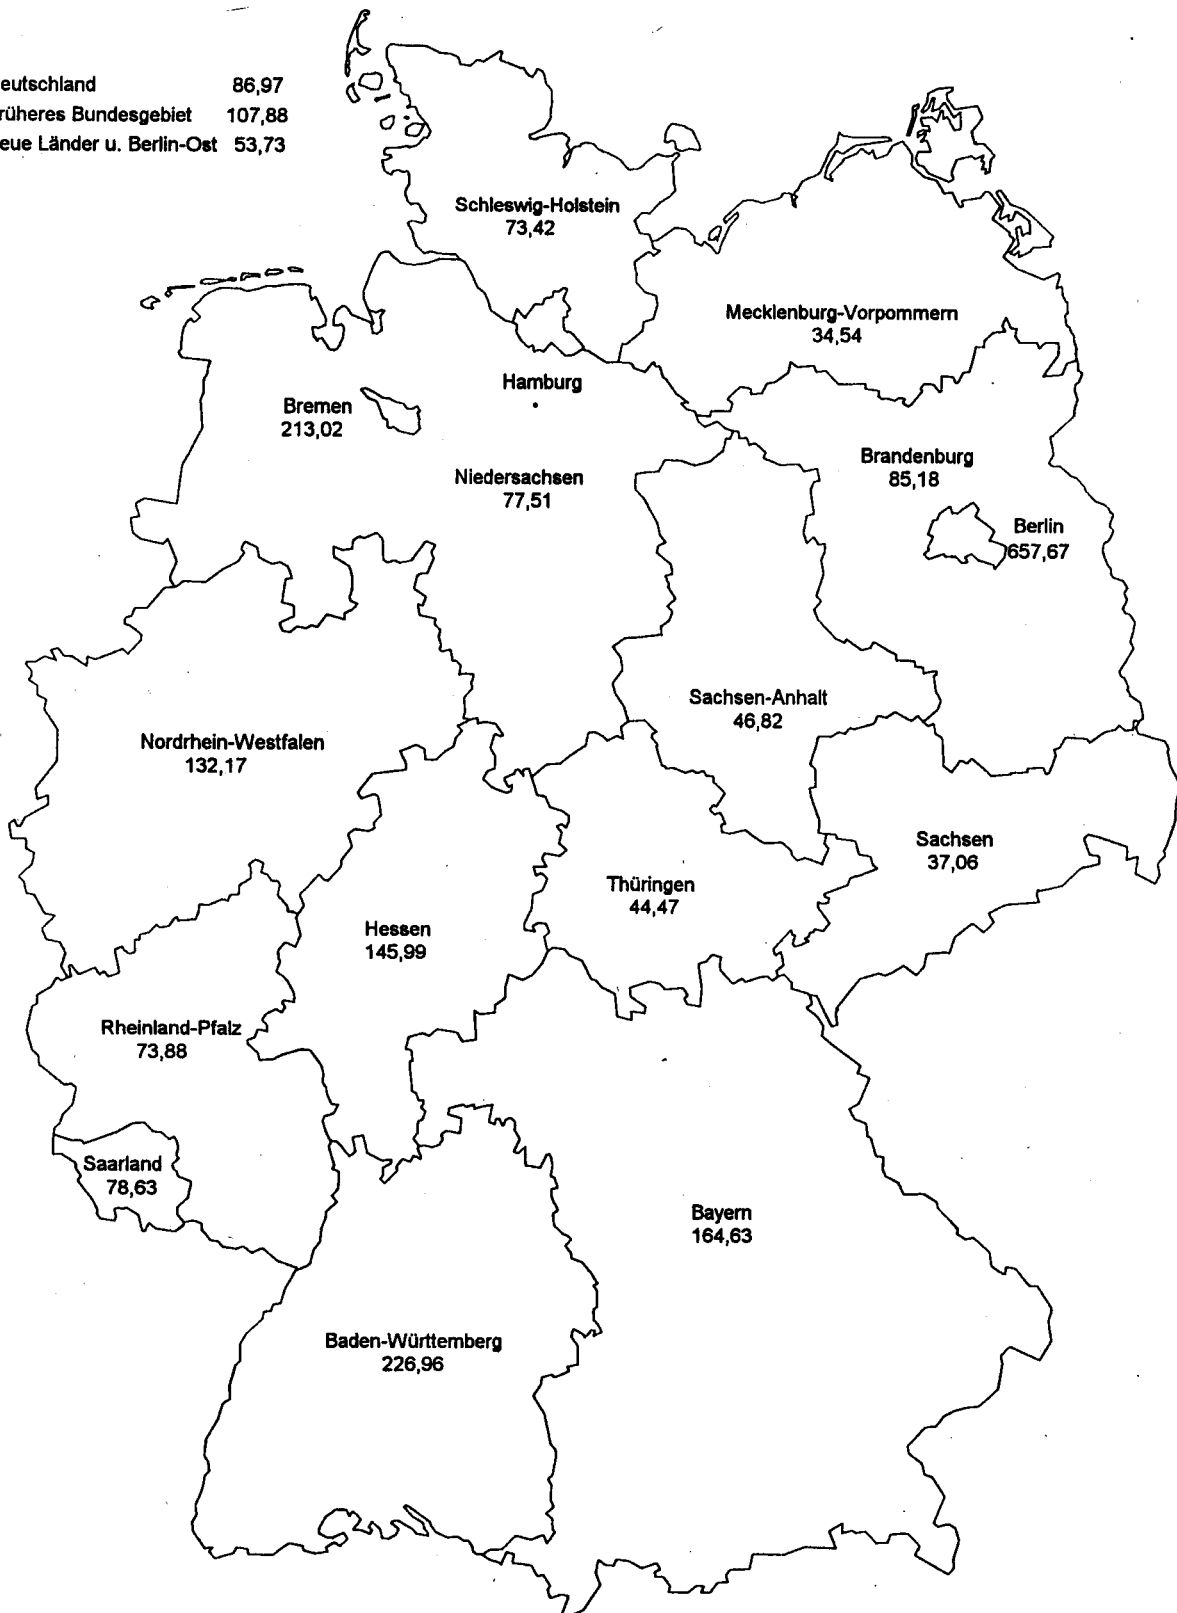 eutschland 86,97
rüheres Bundesgebiet 107,88
eue Länder u. Berlin-Ost 53,73
Schleswig-Holstein
73,42
Mecklenburg-Vorpommern
34,54
Hamburg
Bremen
213,02
Niedersachsen
77,51
Brandenburg
85,18
Berlin
657,67
Sachsen-Anhalt
46,82
Nordrhein-Westfalen
132,17
Sachsen
37,06
Thüringen
44,47
Hessen
145,99
Rheinland-Pfalz
73,88
Saarland
78,63
Bayern
164,63
Baden-Württemberg
226,96